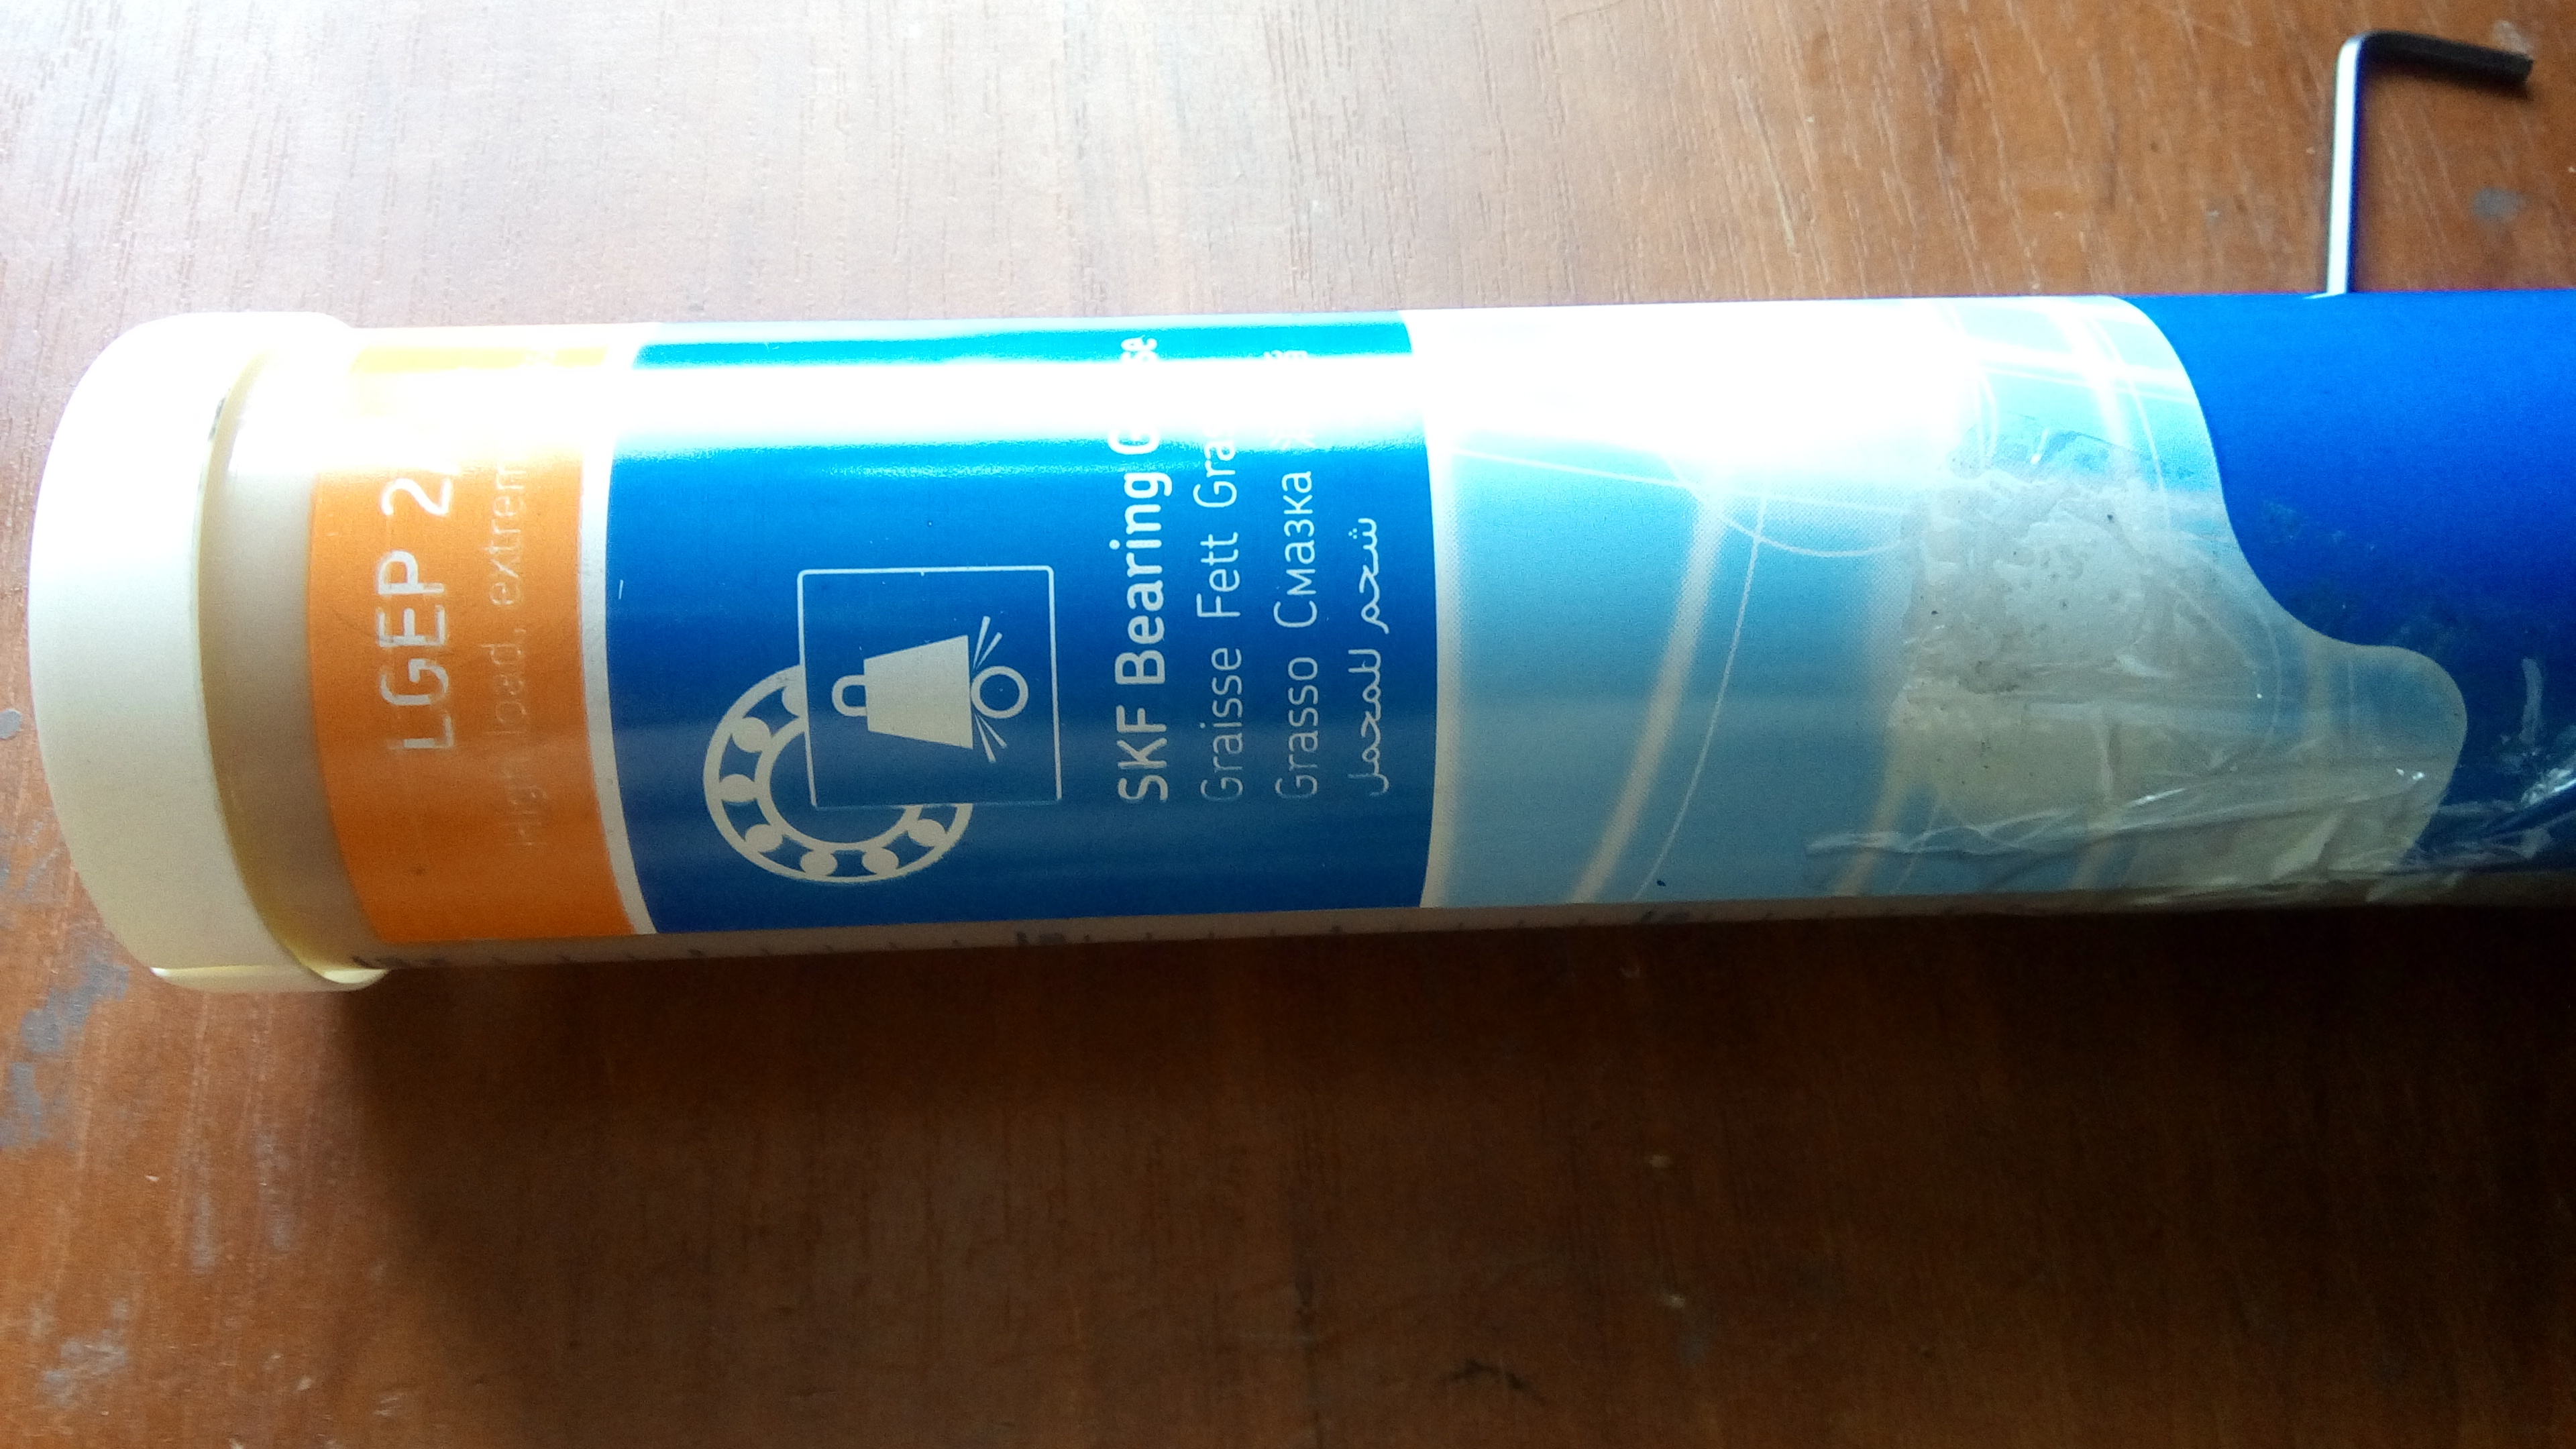 LGEP 2
High load, extrem
SKF Bearing
Graisse Fett Gra
Grasso Смазка
شحم للمحمل